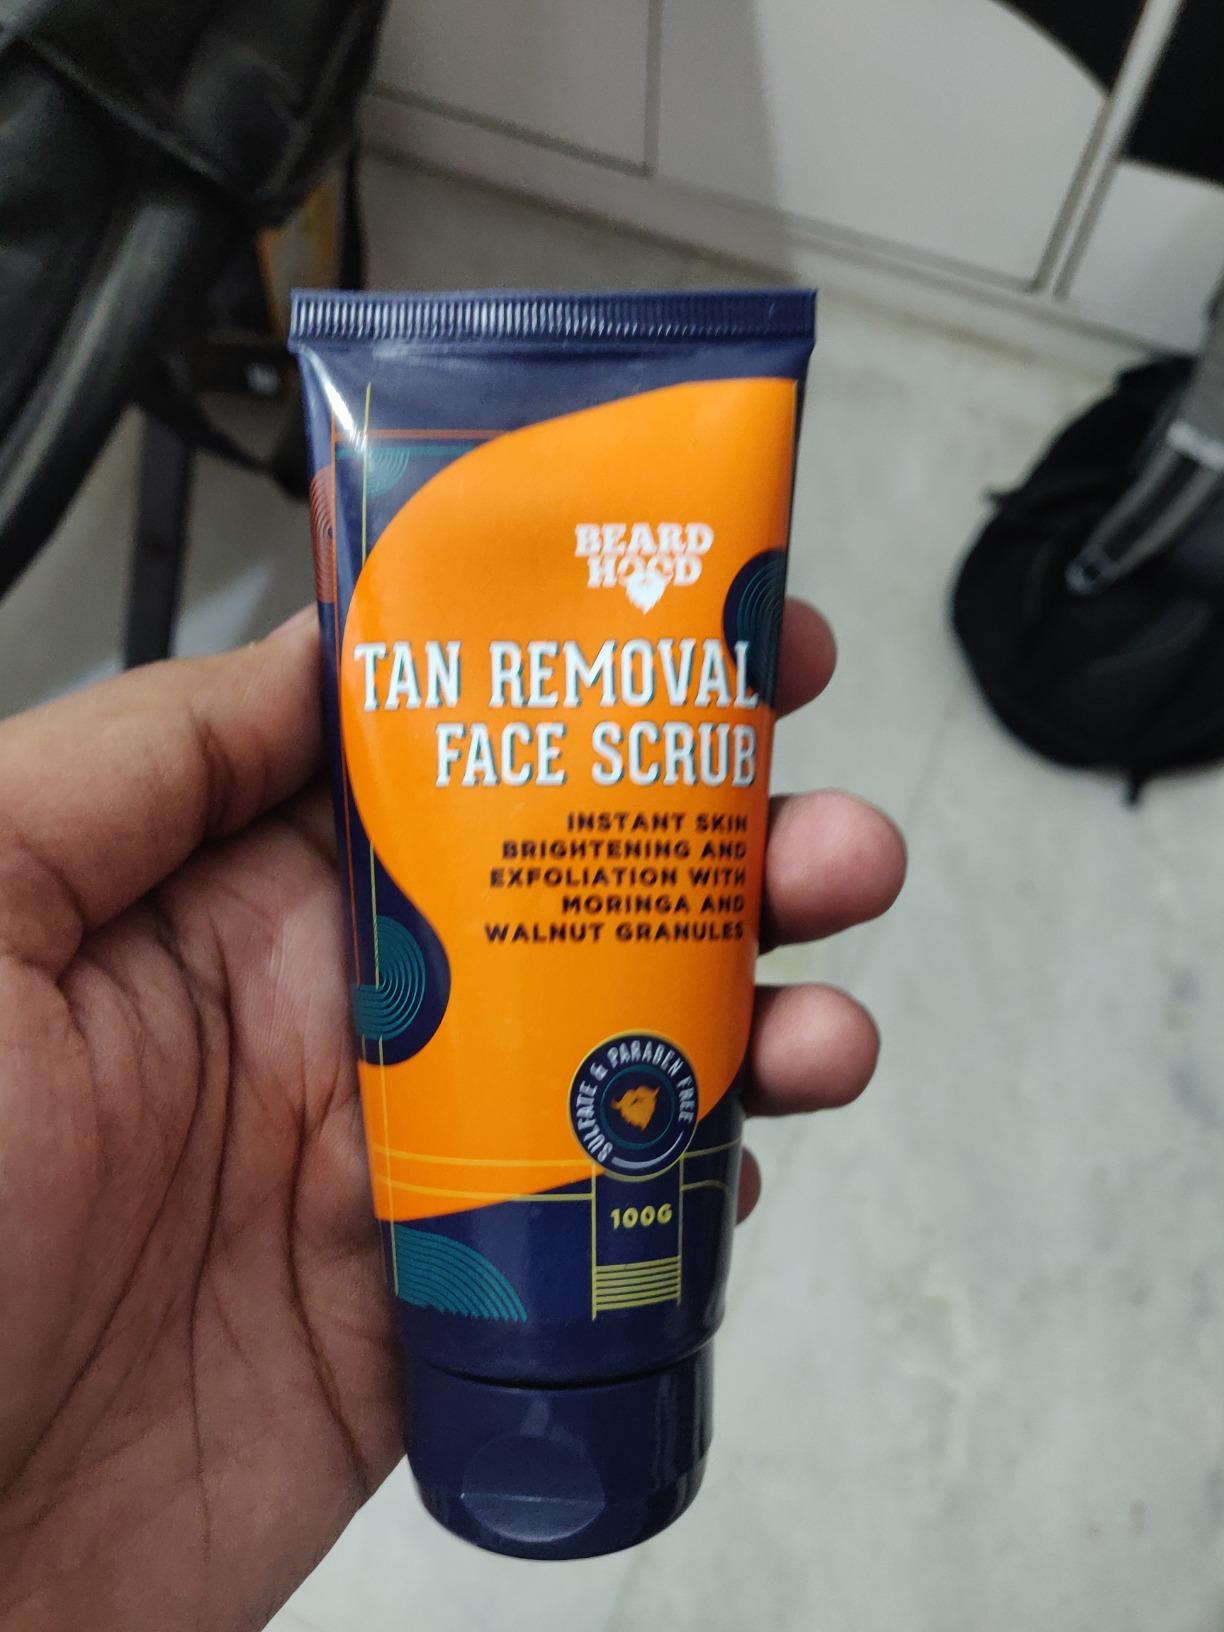 BEARD
HOOD
TAN REMOVAL
FACE SCRUB
INSTANT SKIN
BRIGHTENING AND
EXFOLIATION WITH
MORINGA AND
WALNUT GRANULES
SULFATE & PARABEN FREE
100G